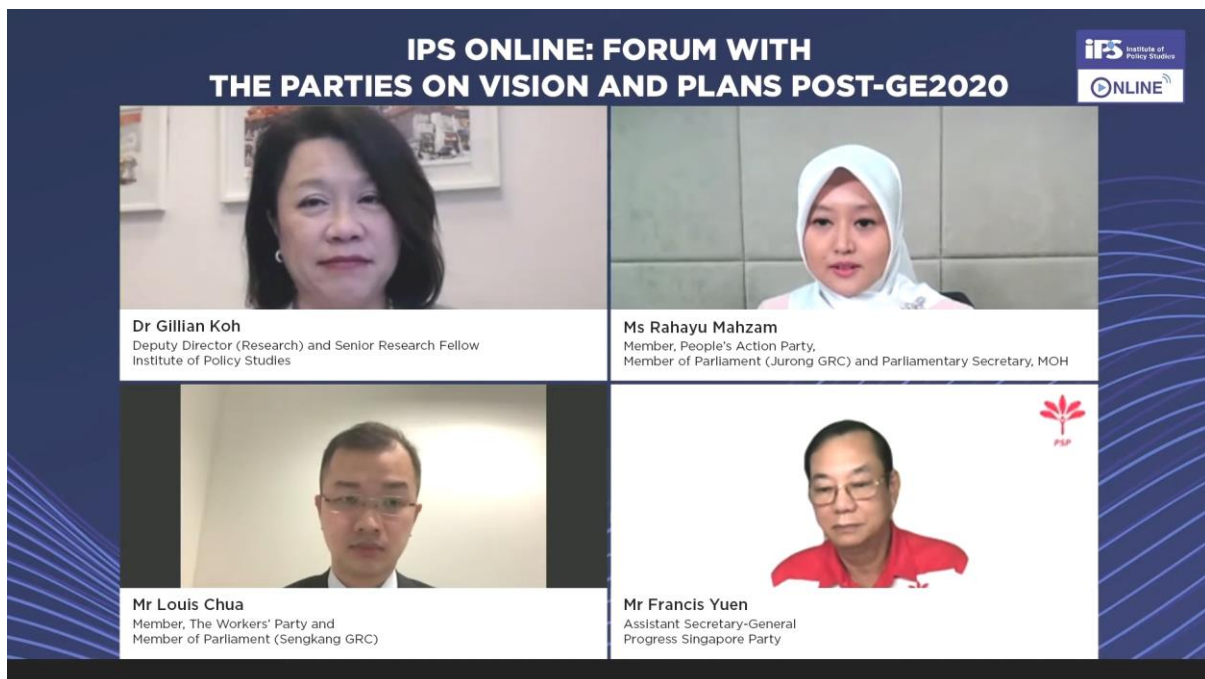 IPS ONLINE: FORUM WITH
THE PARTIES ON VISION AND PLANS POST-GE2020
iPS Institute of
Policy Studies
ONLINE
Dr Gillian Koh
Deputy Director (Research) and Senior Research Fellow
Institute of Policy Studies
Ms Rahayu Mahzam
Member, People's Action Party,
Member of Parliament (Jurong GRC) and Parliamentary Secretary, MOH
PSP
Mr Louis Chua
Member, The Workers' Party and
Member of Parliament (Sengkang GRC)
Mr Francis Yuen
Assistant Secretary-General
Progress Singapore Party